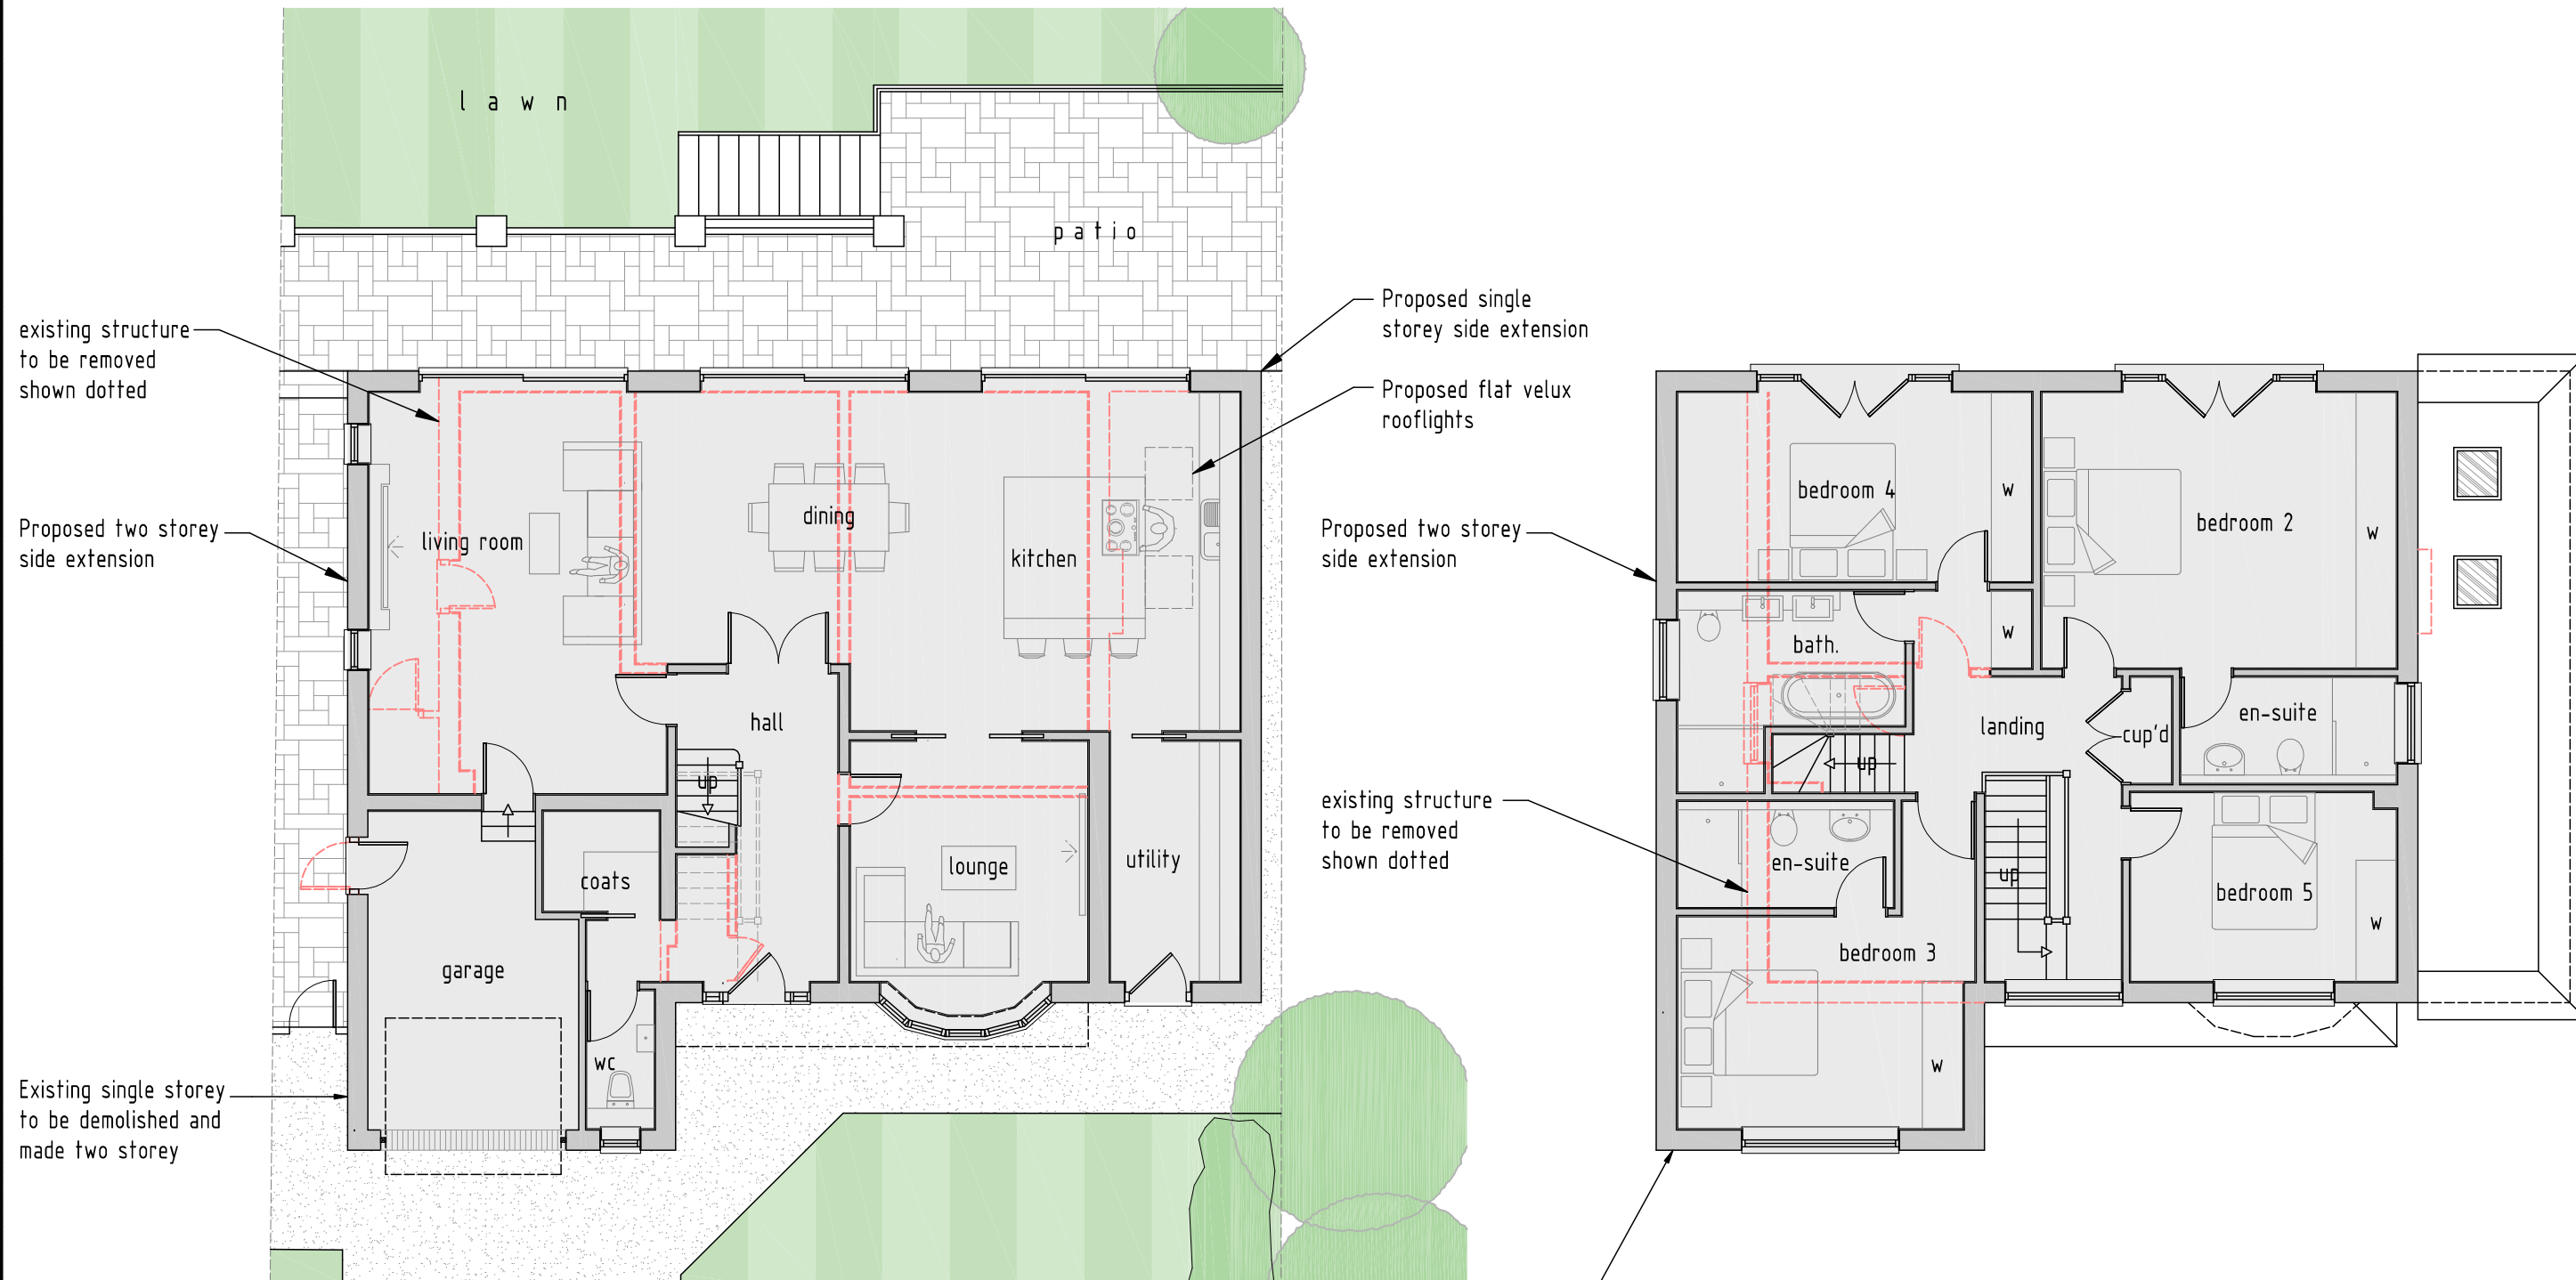 l a w n
patio
existing structure
to be removed
shown dotted
Proposed two storey
side extension
Existing single storey
to be demolished and
made two storey
Proposed single
storey side extension
Proposed flat velux
rooflights
living room
dining
kitchen
hall
up
coats
lounge
utility
garage
wc
Proposed two storey
side extension
existing structure
to be removed
shown dotted
bedroom 4
w
bedroom 2
w
bath.
w
landing
cup'd
en-suite
up
en-suite
up
bedroom 5
w
bedroom 3
w